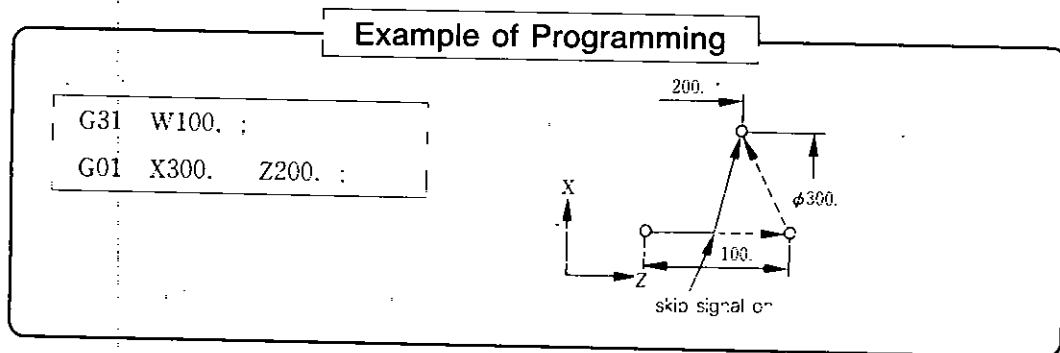 Example of Programming
G31 W100. ;
G01 X300. Z200. ;
200.
X
φ300.
100.
Z
skip signal on